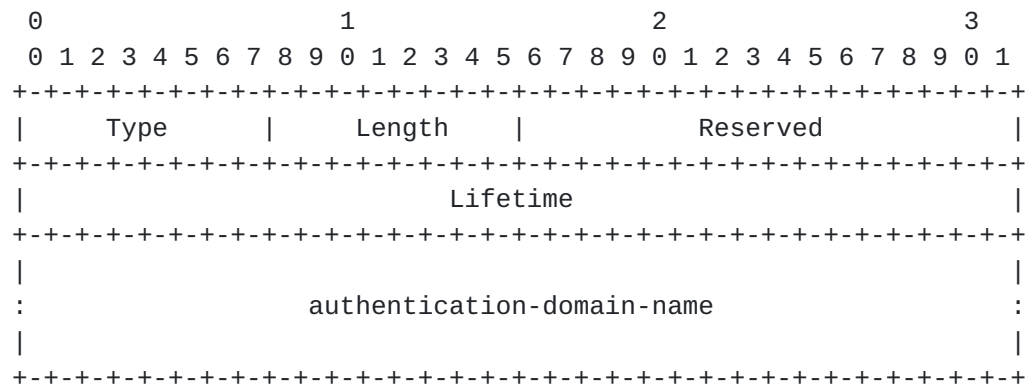 0                   1                   2                   3
 0 1 2 3 4 5 6 7 8 9 0 1 2 3 4 5 6 7 8 9 0 1 2 3 4 5 6 7 8 9 0 1
+-+-+-+-+-+-+-+-+-+-+-+-+-+-+-+-+-+-+-+-+-+-+-+-+-+-+-+-+-+-+-+-+
|     Type      |     Length    |           Reserved            |
+-+-+-+-+-+-+-+-+-+-+-+-+-+-+-+-+-+-+-+-+-+-+-+-+-+-+-+-+-+-+-+-+
|                           Lifetime                            |
+-+-+-+-+-+-+-+-+-+-+-+-+-+-+-+-+-+-+-+-+-+-+-+-+-+-+-+-+-+-+-+-+
|                                                               |
:                  authentication-domain-name                   :
|                                                               |
+-+-+-+-+-+-+-+-+-+-+-+-+-+-+-+-+-+-+-+-+-+-+-+-+-+-+-+-+-+-+-+-+